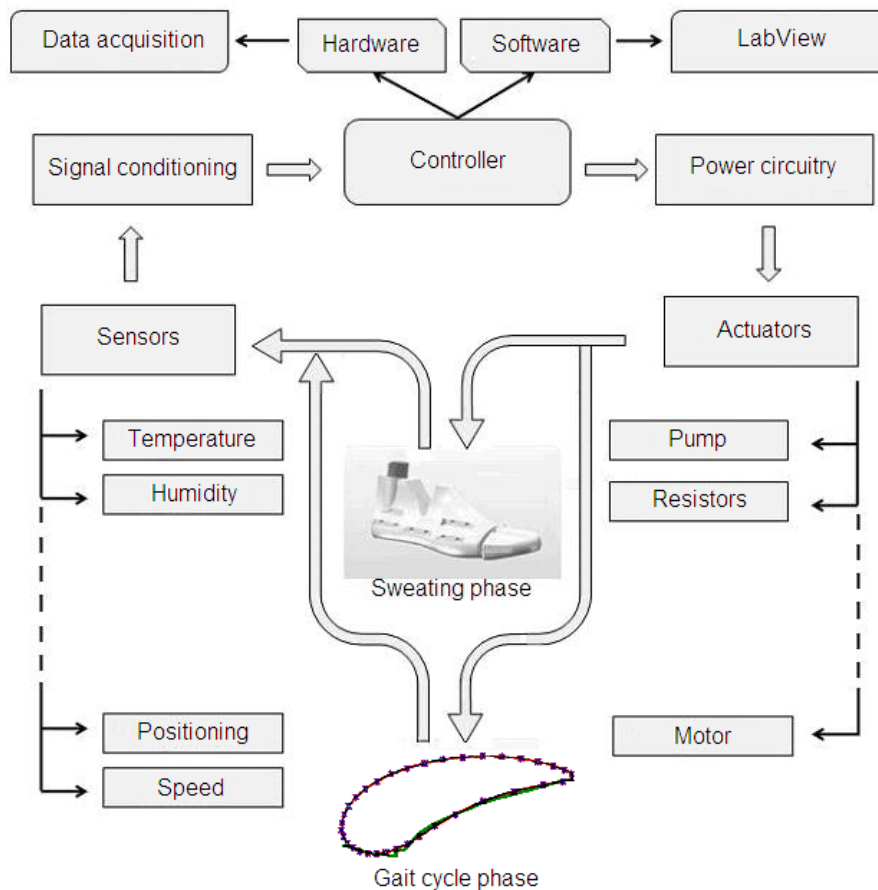 Data acquisition
Hardware
Software
LabView
Signal conditioning
Controller
Power circuitry
Sensors
Actuators
Temperature
Humidity
Pump
Resistors
Sweating phase
Positioning
Speed
Motor
Gait cycle phase